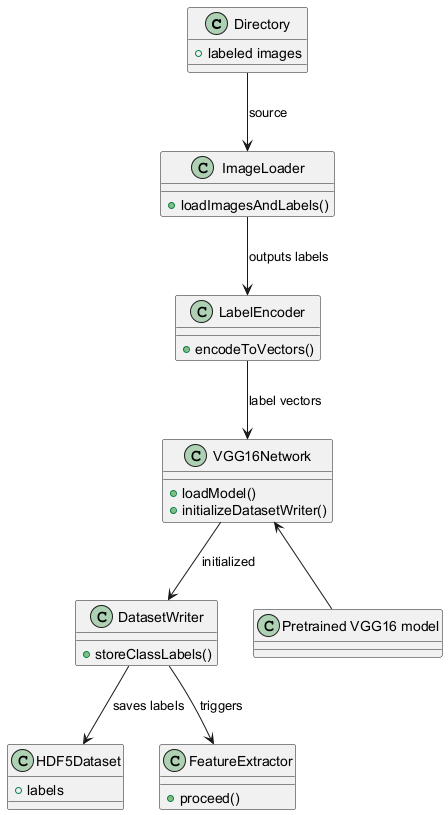 C Directory
labeled images
source
C ImageLoader
loadImagesAndLabels()
outputs labels
C LabelEncoder
encodeToVectors()
label vectors
C VGG16Network
loadModel()
initializeDatasetWriter()
initialized
C DatasetWriter
storeClassLabels()
C Pretrained VGG16 model
saves labels
triggers
C HDF5Dataset
labels
C FeatureExtractor
proceed()